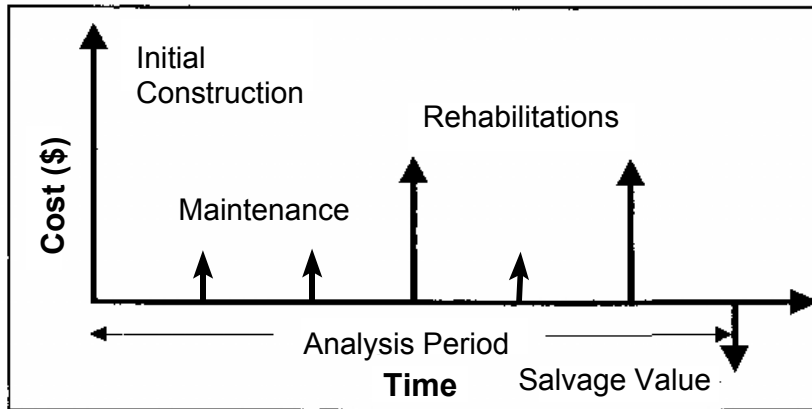 Initial
Construction
Rehabilitations
Cost ($)
Maintenance
Analysis Period
Time
Salvage Value